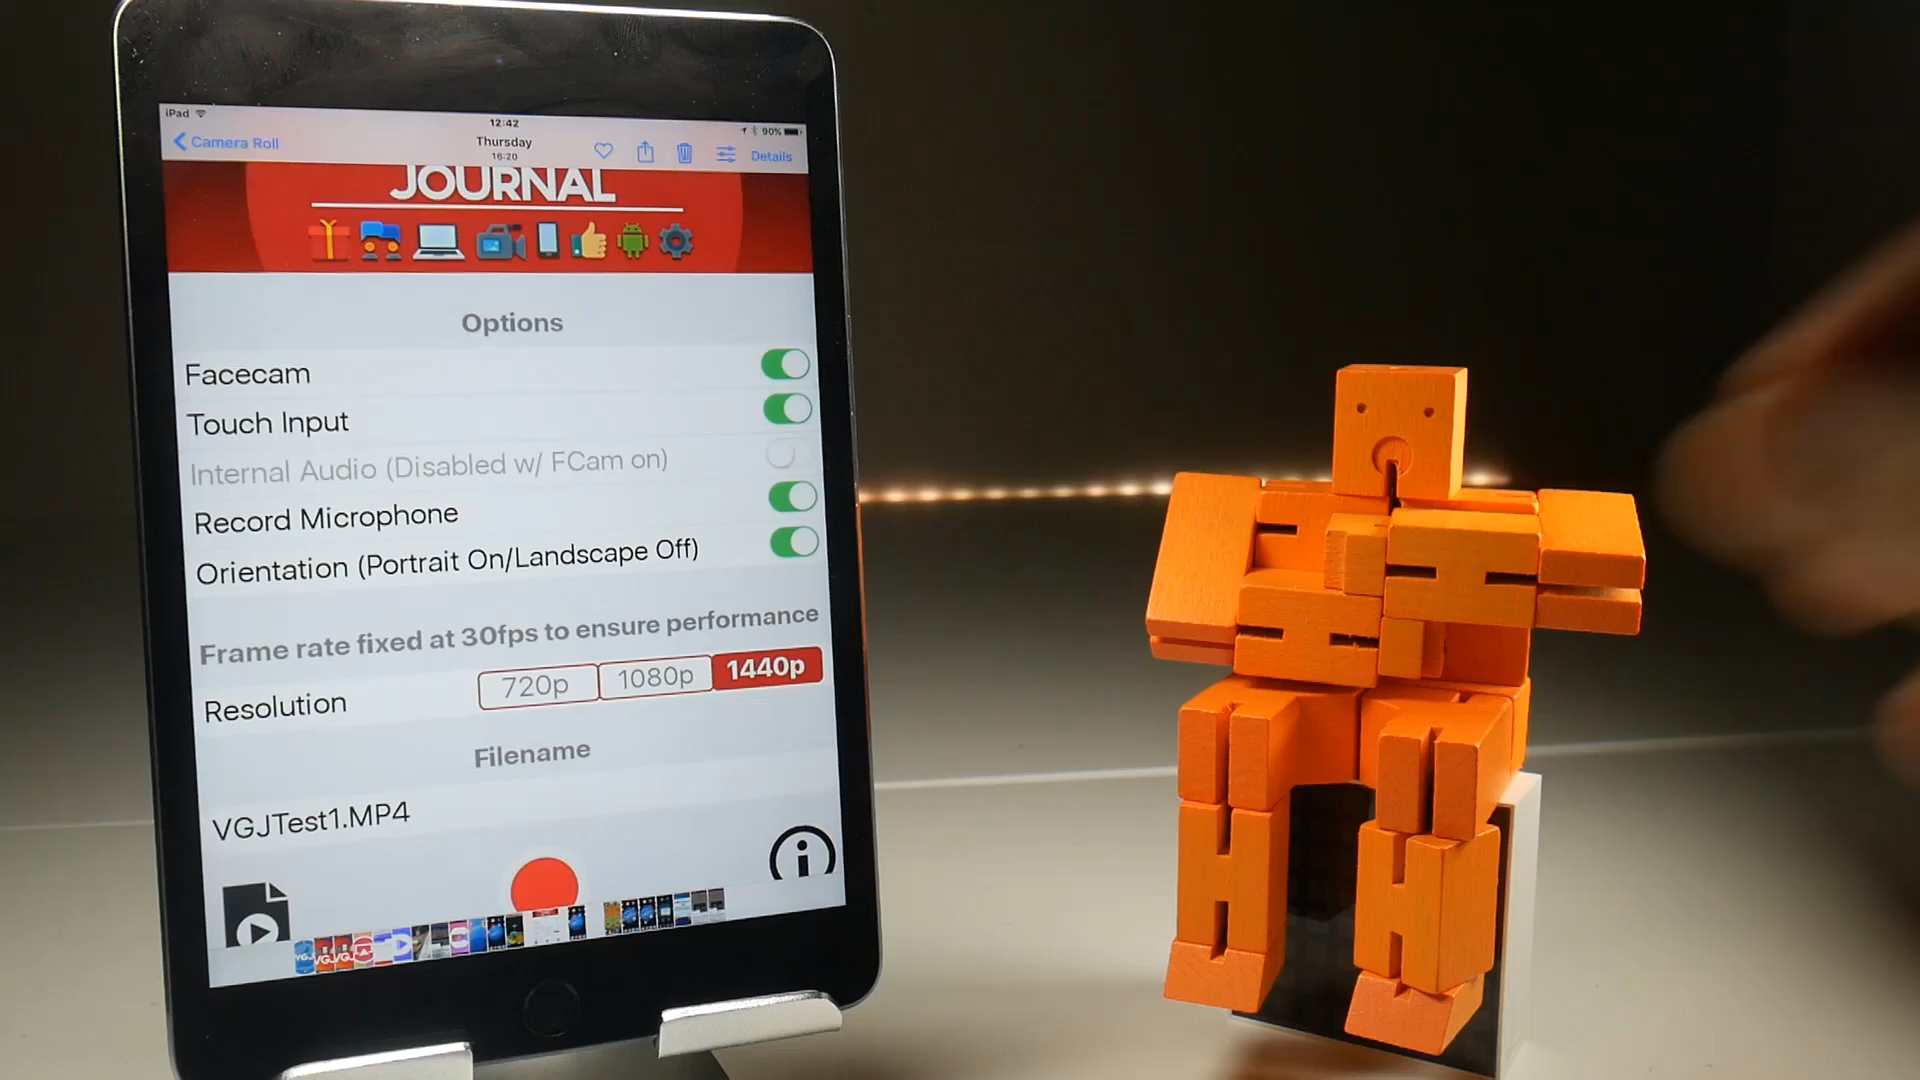 iPad
12:42
90%
Camera Roll
Thursday
16:20
Details
JOURNAL
Options
Facecam
Touch Input
Internal Audio (Disabled w/ FCam on)
Record Microphone
Orientation (Portrait On/Landscape Off)
Frame rate fixed at 30fps to ensure performance
Resolution
720p
1080p
1440p
Filename
VGJTest1.MP4